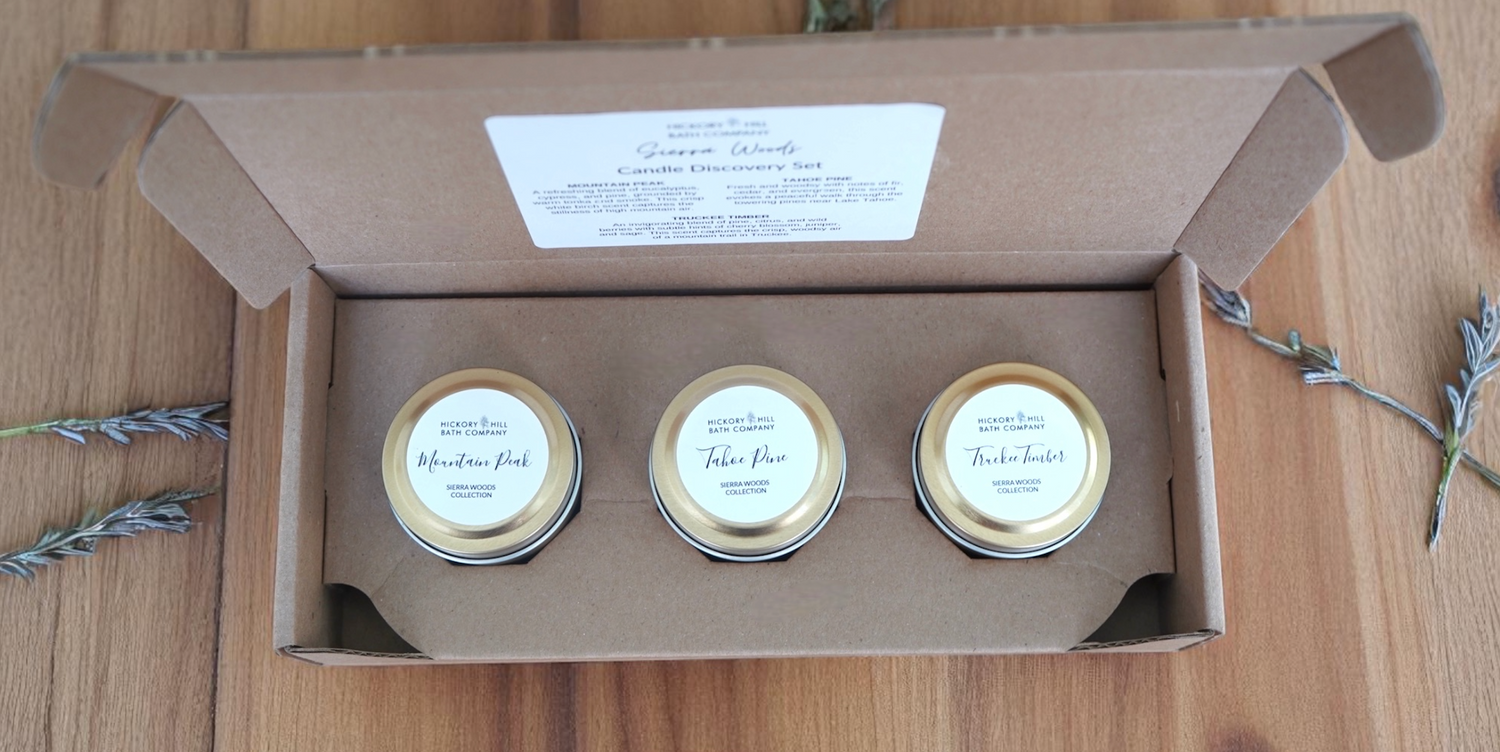 HICKORY HILL
BATH COMPANY
Sierra Woods
Candle Discovery Set
MOUNTAIN PEAK
A refreshing blend of eucalyptus,
cypress, and pine, grounded by
warm tonka and smoke. This crisp
white birch scent captures the
stillness of high mountain air.
TAHOE PINE
Fresh and woodsy with notes of fir,
cedar, and evergreen, this scent
evokes a peaceful walk through the
towering pines near Lake Tahoe.
TRUCKEE TIMBER
An invigorating blend of pine, citrus, and wild
berries with subtle hints of cherry blossom, juniper,
and sage. This scent captures the crisp, woodsy air
of a mountain trail in Truckee.
HICKORY HILL
BATH COMPANY
Mountain Peak
SIERRA WOODS
COLLECTION
HICKORY HILL
BATH COMPANY
Tahoe Pine
SIERRA WOODS
COLLECTION
HICKORY HILL
BATH COMPANY
Truckee Timber
SIERRA WOODS
COLLECTION